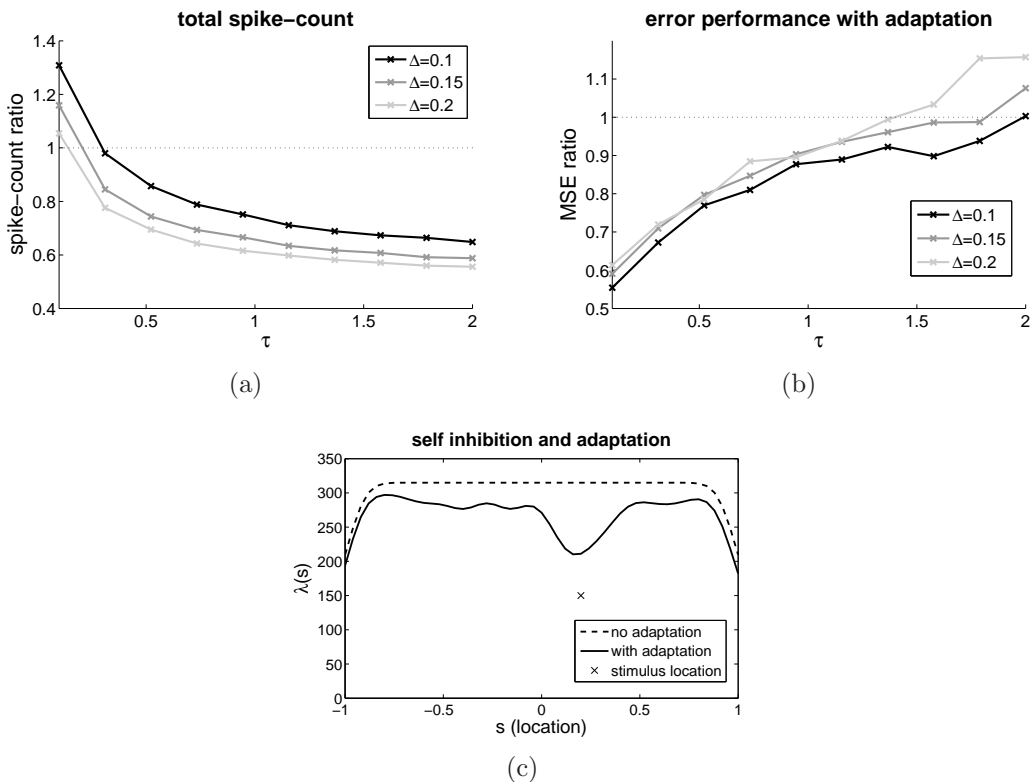 total spike−count
1.4
1.2
1
0.8
0.6
0.4
0.5
1
1.5
2
spike−count ratio
τ
Δ=0.1
Δ=0.15
Δ=0.2
(a)
error performance with adaptation
1.1
1
0.9
0.8
0.7
0.6
0.5
0.5
1
1.5
2
MSE ratio
τ
Δ=0.1
Δ=0.15
Δ=0.2
(b)
self inhibition and adaptation
350
300
250
200
150
100
50
0
−1
−0.5
0
0.5
1
λ(s)
s (location)
no adaptation
with adaptation
stimulus location
(c)